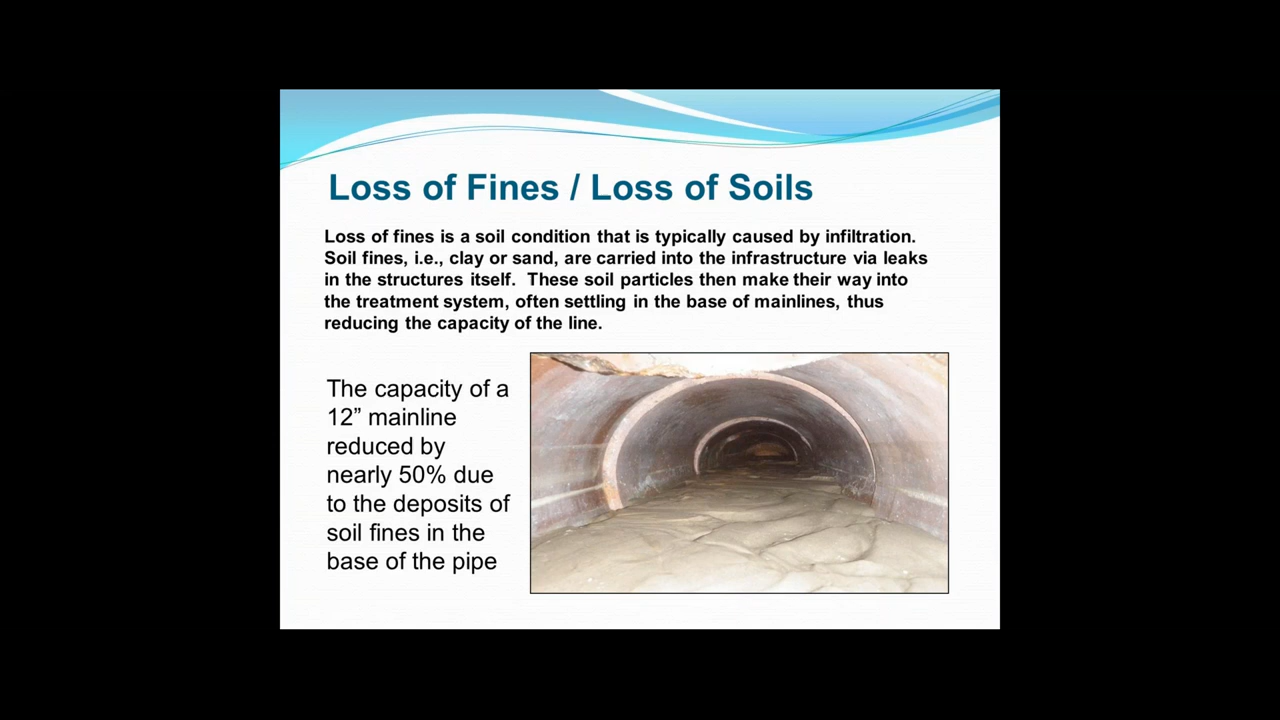 Loss of Fines / Loss of Soils
Loss of fines is a soil condition that is typically caused by infiltration.
Soil fines, i.e., clay or sand, are carried into the infrastructure via leaks
in the structures itself.  These soil particles then make their way into
the treatment system, often settling in the base of mainlines, thus
reducing the capacity of the line.
The capacity of a
12” mainline
reduced by
nearly 50% due
to the deposits of
soil fines in the
base of the pipe